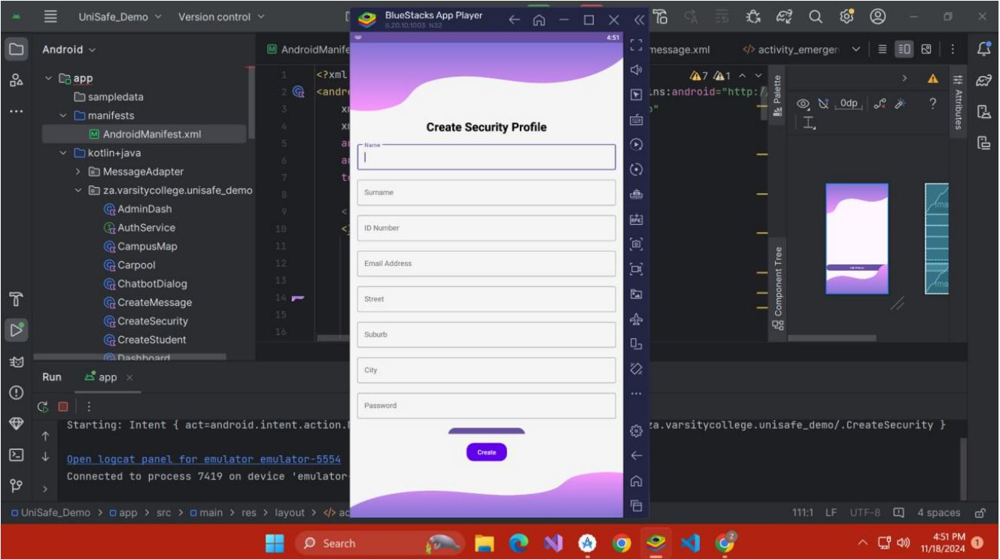 UniSafe_Demo
Version control
BlueStacks App Player
5.20.10.1003 N32
Android
AndroidManife
message.xml
activity_emergen
4:51
app
sampledata
manifests
AndroidManifest.xml
kotlin+java
MessageAdapter
za.varsitycollege.unisafe_demo
AdminDash
AuthService
CampusMap
Carpool
ChatbotDialog
CreateMessage
CreateSecurity
CreateStudent
Dashboard
1 <?xml
2 <andr
3
4
5
6
7
8
9 <
10
11
12
13
14
15
16
7 1
ns:android="http:/
Palette
0dp
?
Attributes
Component Tree
Create Security Profile
Name
Surname
ID Number
Email Address
Street
Suburb
City
Password
Create
RPK
Run
app
Starting: Intent { act=android.intent.action.
za.varsitycollege.unisafe_demo/.CreateSecurity }
Open logcat panel for emulator emulator-5554
Connected to process 7419 on device 'emulator-
UniSafe_Demo > app > src > main > res > layout > </> ac
111:1 LF UTF-8 4 spaces
Search
2
4:51 PM
11/18/2024
1